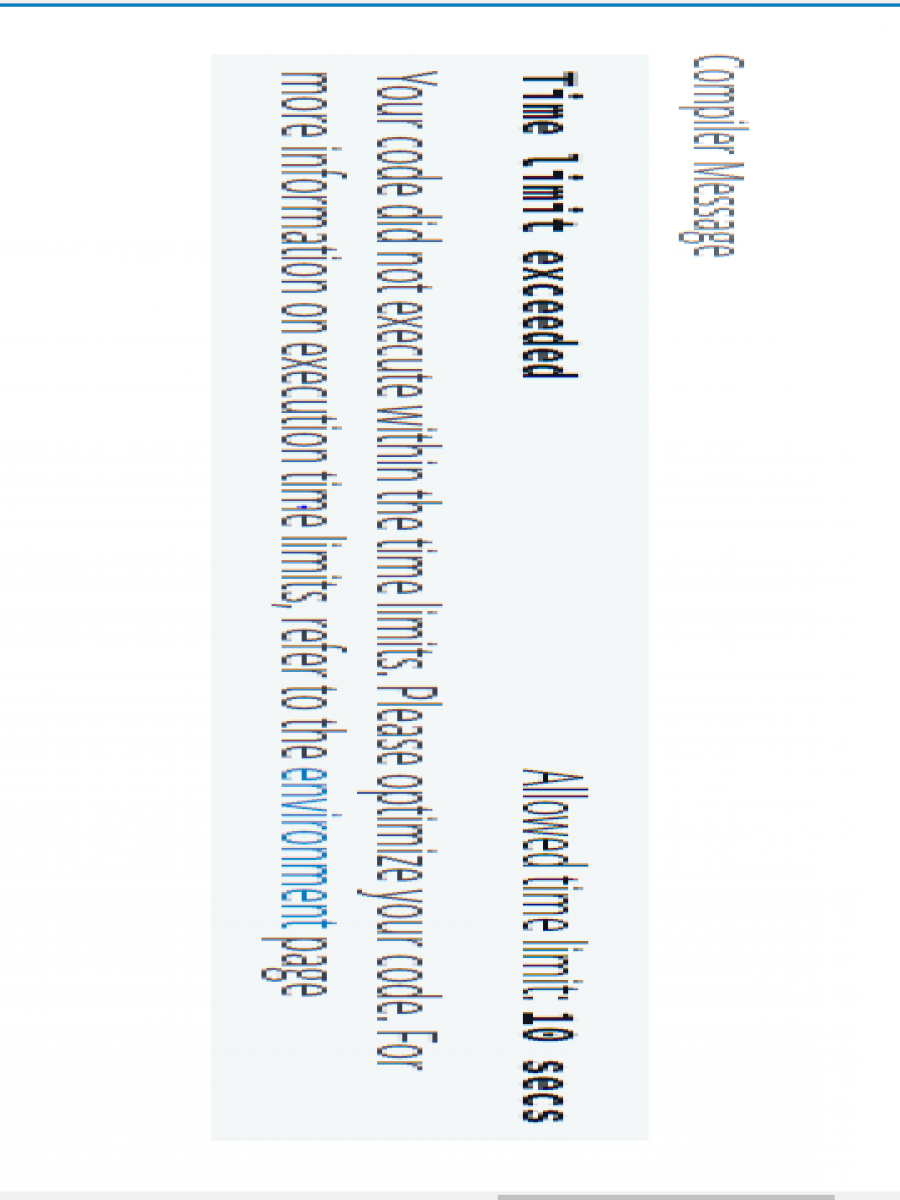 Compiler Message
Time limit exceeded Allowed time limit: 10 secs
Your code did not execute within the time limits. Please optimize your code. For
more information on execution time limits, refer to the environment page